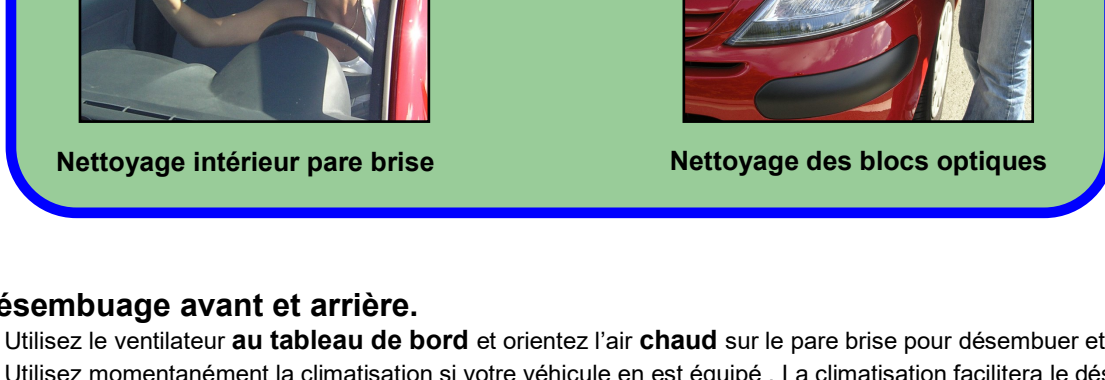 Nettoyage intérieur pare brise
Nettoyage des blocs optiques
ésembuage avant et arrière.
Utilisez le ventilateur au tableau de bord et orientez l’air chaud sur le pare brise pour désembuer et
Utilisez momentanément la climatisation si votre véhicule en est équipé . La climatisation facilitera le dés